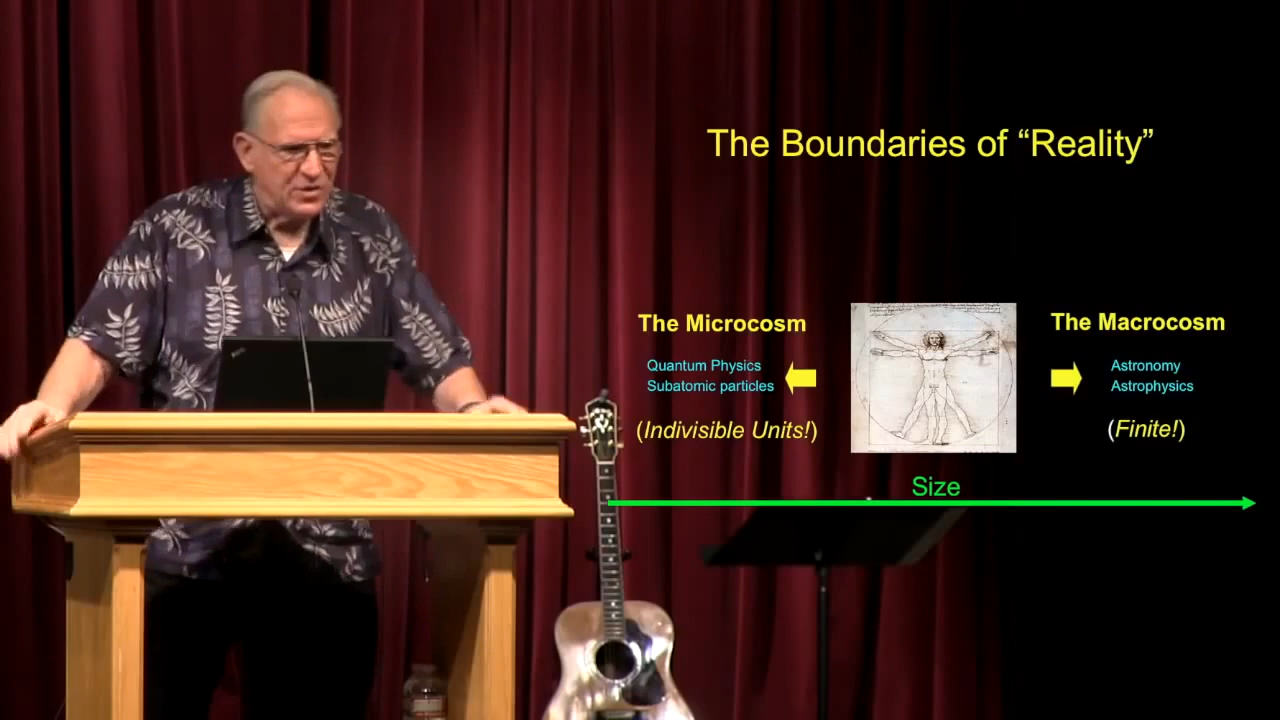 The Boundaries of “Reality”
The Microcosm
Quantum Physics
Subatomic particles
(Indivisible Units!)
The Macrocosm
Astronomy
Astrophysics
(Finite!)
Size